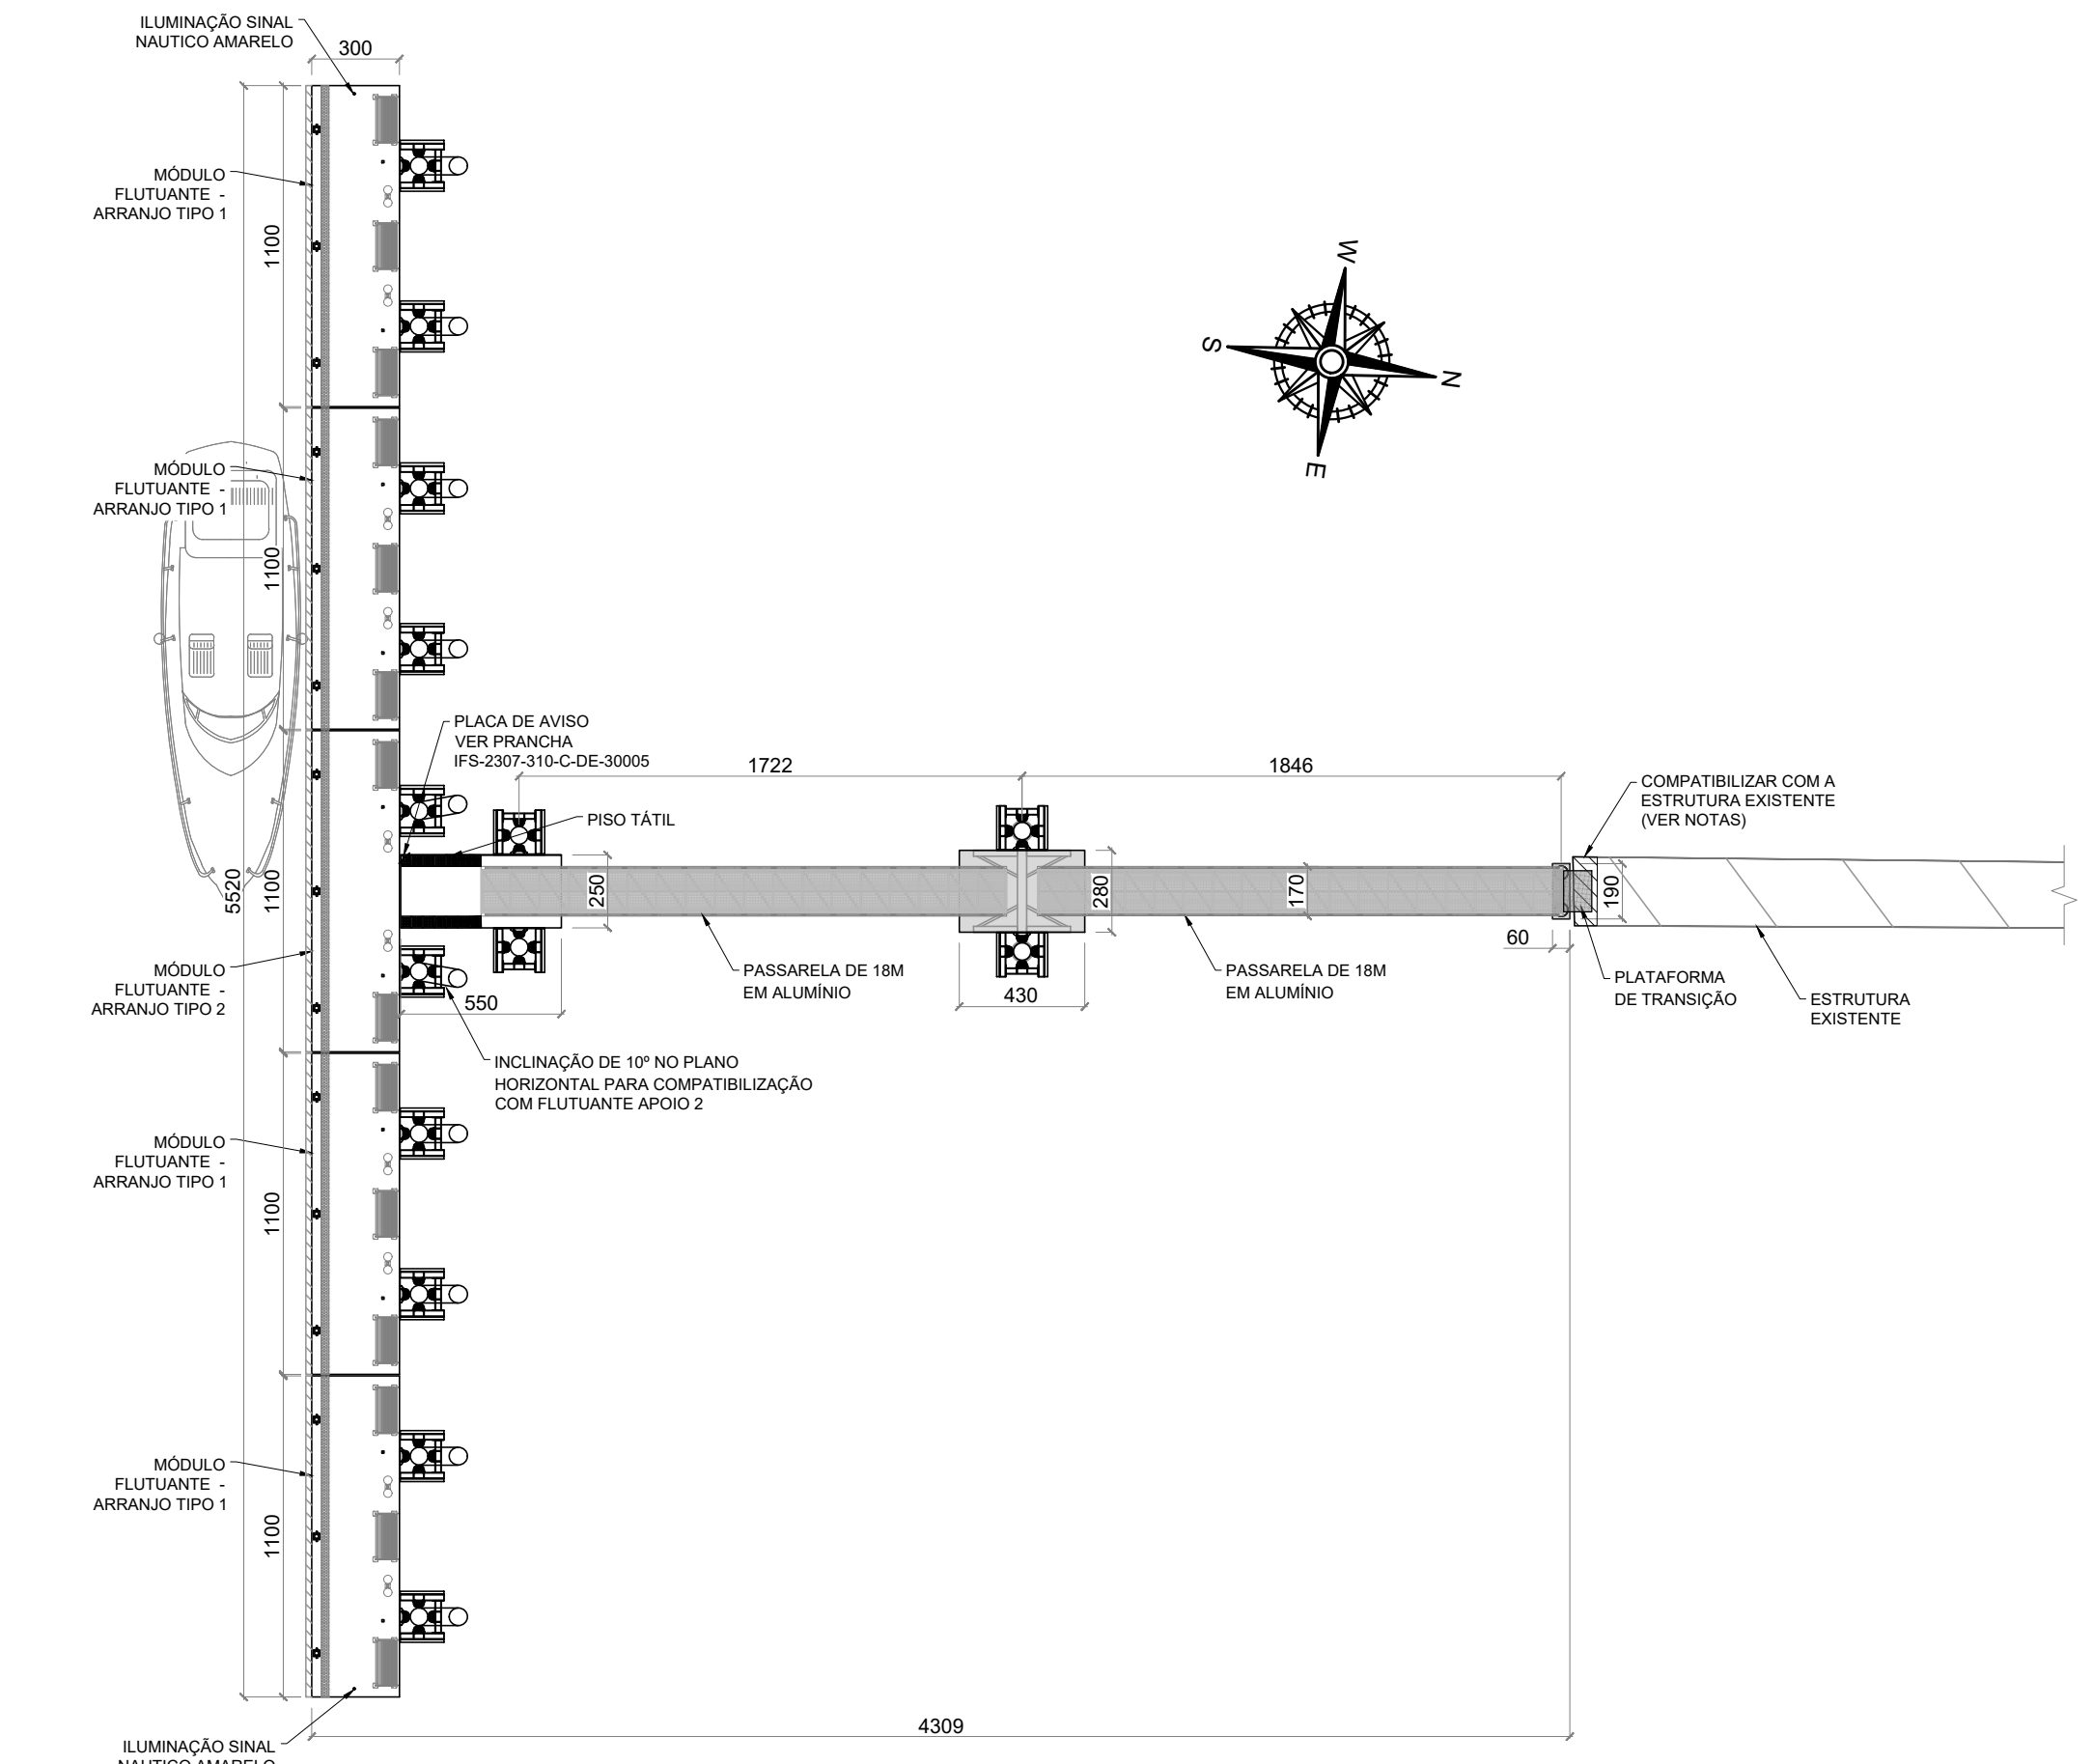 ILUMINAÇÃO SINAL
NAUTICO AMARELO
300
MÓDULO
FLUTUANTE -
ARRANJO TIPO 1
1100
W
S
N
E
MÓDULO
FLUTUANTE -
ARRANJO TIPO 1
1100
PLACA DE AVISO
VER PRANCHA
IFS-2307-310-C-DE-30005
1722
1846
COMPATIBILIZAR COM A
ESTRUTURA EXISTENTE
(VER NOTAS)
PISO TÁTIL
5520
1100
250
280
170
190
60
MÓDULO
FLUTUANTE -
ARRANJO TIPO 2
550
PASSARELA DE 18M
EM ALUMÍNIO
430
PASSARELA DE 18M
EM ALUMÍNIO
PLATAFORMA
DE TRANSIÇÃO
ESTRUTURA
EXISTENTE
INCLINAÇÃO DE 10º NO PLANO
HORIZONTAL PARA COMPATIBILIZAÇÃO
COM FLUTUANTE APOIO 2
MÓDULO
FLUTUANTE -
ARRANJO TIPO 1
1100
MÓDULO
FLUTUANTE -
ARRANJO TIPO 1
1100
4309
ILUMINAÇÃO SINAL
NAUTICO AMARELO